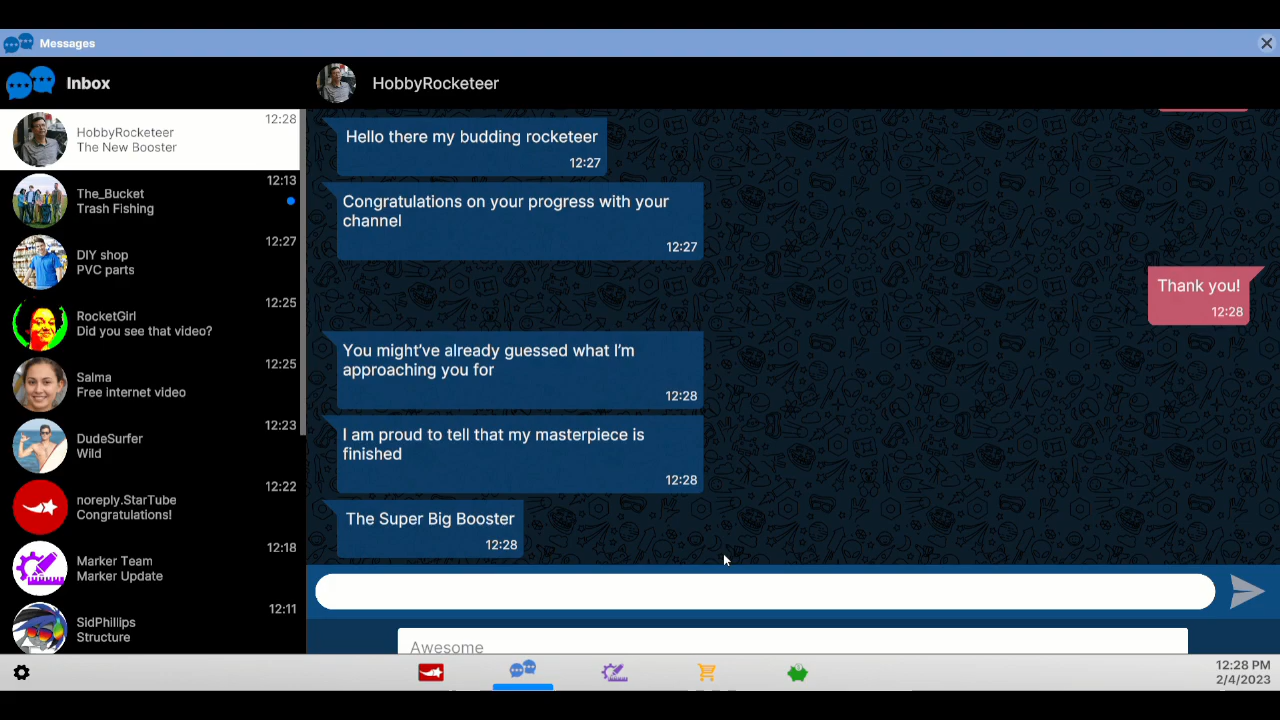 Messages
Inbox
HobbyRocketeer
12:28
HobbyRocketeer
The New Booster
12:13
The_Bucket
Trash Fishing
12:27
DIY shop
PVC parts
12:25
RocketGirl
Did you see that video?
12:25
Salma
Free internet video
12:23
DudeSurfer
Wild
12:22
noreply.StarTube
Congratulations!
12:18
Marker Team
Marker Update
12:11
SidPhillips
Structure
Hello there my budding rocketeer
12:27
Congratulations on your progress with your
channel
12:27
Thank you!
12:28
You might've already guessed what I'm
approaching you for
12:28
I am proud to tell that my masterpiece is
finished
12:28
The Super Big Booster
12:28
Awesome
12:28 PM
2/4/2023